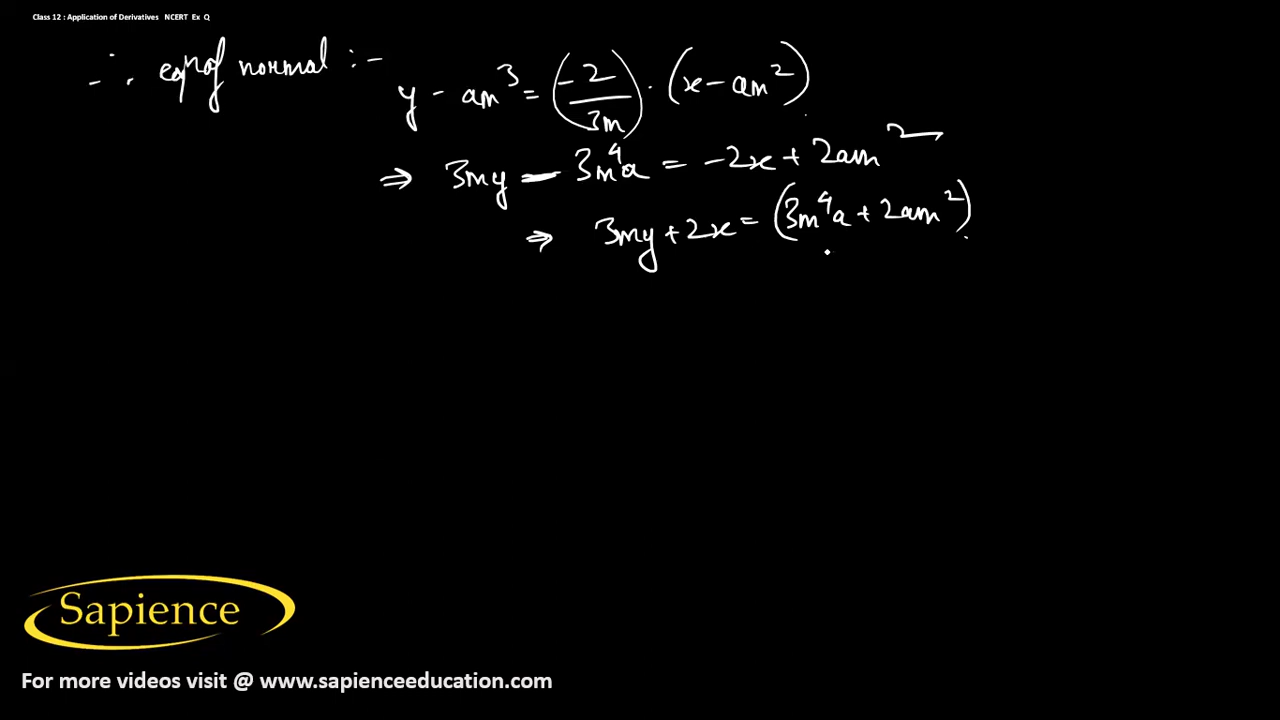 Class 12 : Application of Derivatives NCERT Ex Q
∴ eqn of normal :-
y - am³ = (-2/3m) · (x - am²)
⇒ 3my - 3m⁴a = -2x + 2am²
⇒ 3my + 2x = (3m⁴a + 2am²)
Sapience
For more videos visit @ www.sapienceeducation.com